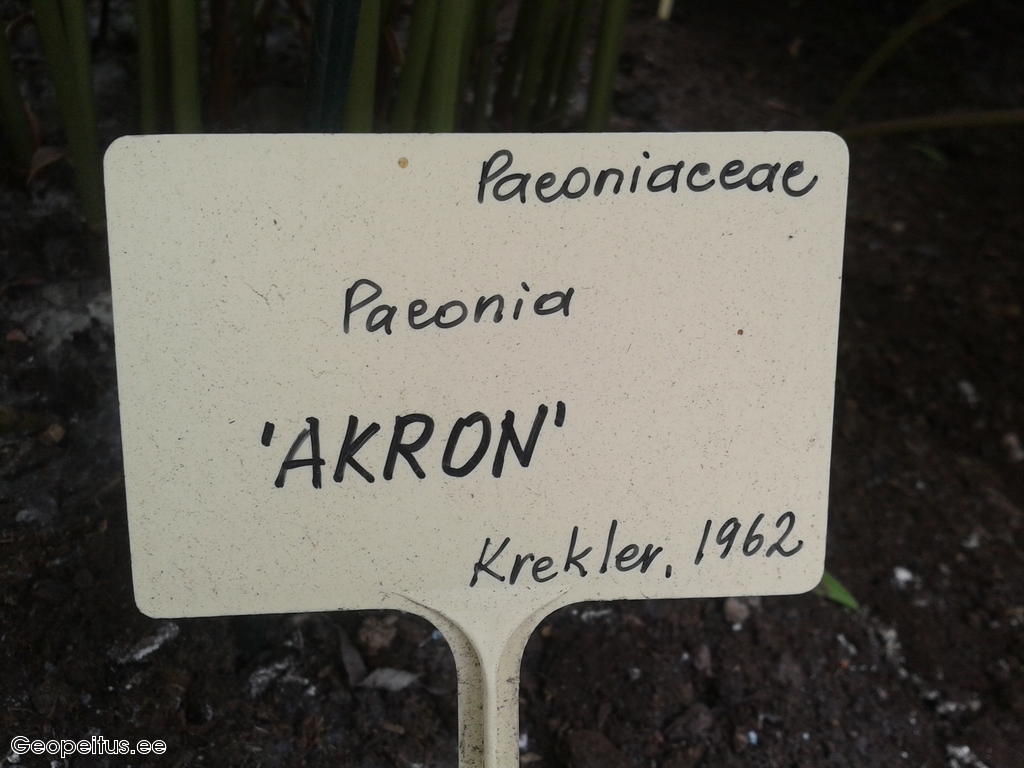 Paeoniaceae
Paeonia
'AKRON'
Krekler, 1962
Geopeitus.ee